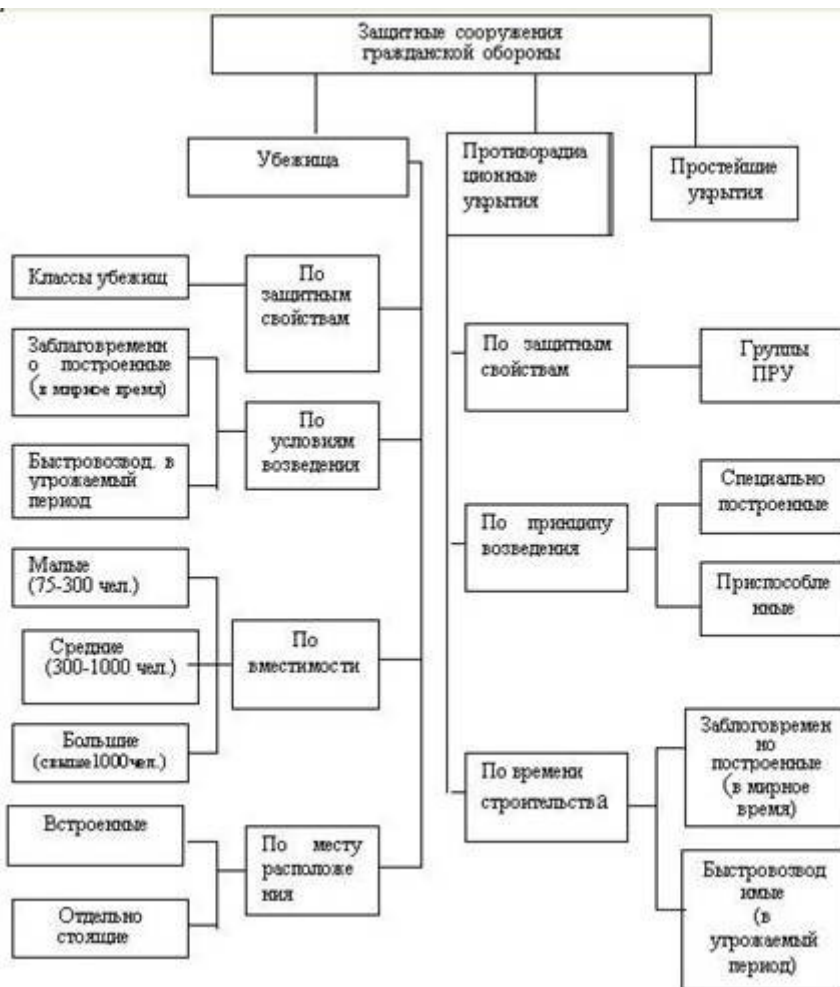 Защитные сооружения
гражданской обороны
Убежища
Противорадиа
ционные
укрытия
Простейшие
укрытия
Классы убежищ
По
защитным
свойствам
Заблаговременн
о построенные
(в мирное время)
Быстровозвод. в
угрожаемый
период
По
условиям
возведения
Малые
(75-300 чел.)
Средние
(300-1000 чел.)
Большие
(свыше1000чел.)
По
вместимости
Встроенные
Отдельно
стоящие
По месту
расположе
ния
По защитным
свойствам
Группы
ПРУ
По принципу
возведения
Специально
построенные
Приспособле
нные
По времени
строительства
Заблоговремен
но
построенные
(в мирное
время)
Быстровозвод
имые
(в
угрожаемый
период)